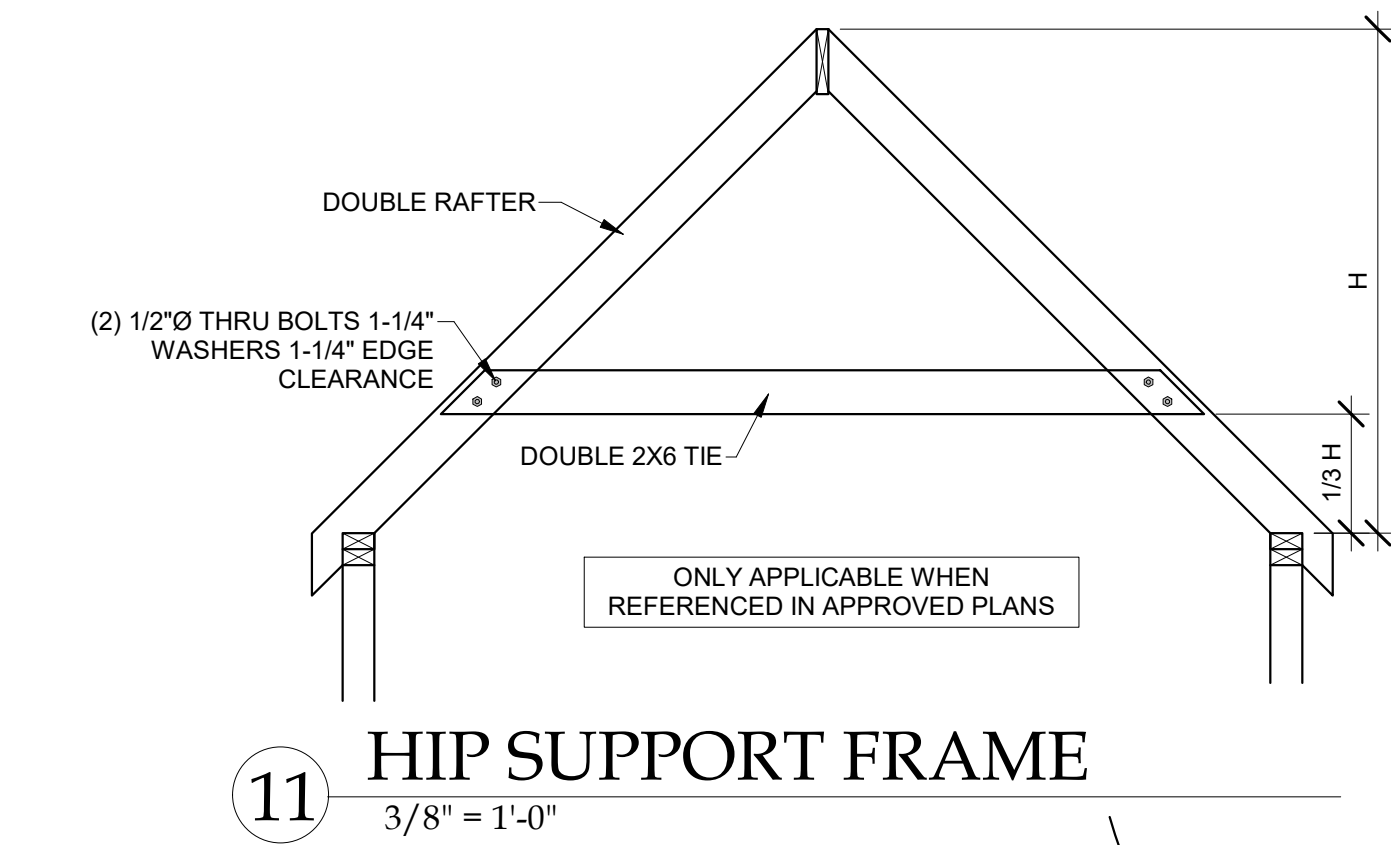 H
DOUBLE RAFTER
(2) 1/2"Ø THRU BOLTS 1-1/4"
WASHERS 1-1/4" EDGE
CLEARANCE
DOUBLE 2X6 TIE
1/3 H
ONLY APPLICABLE WHEN
REFERENCED IN APPROVED PLANS
11 HIP SUPPORT FRAME
3/8" = 1'-0"